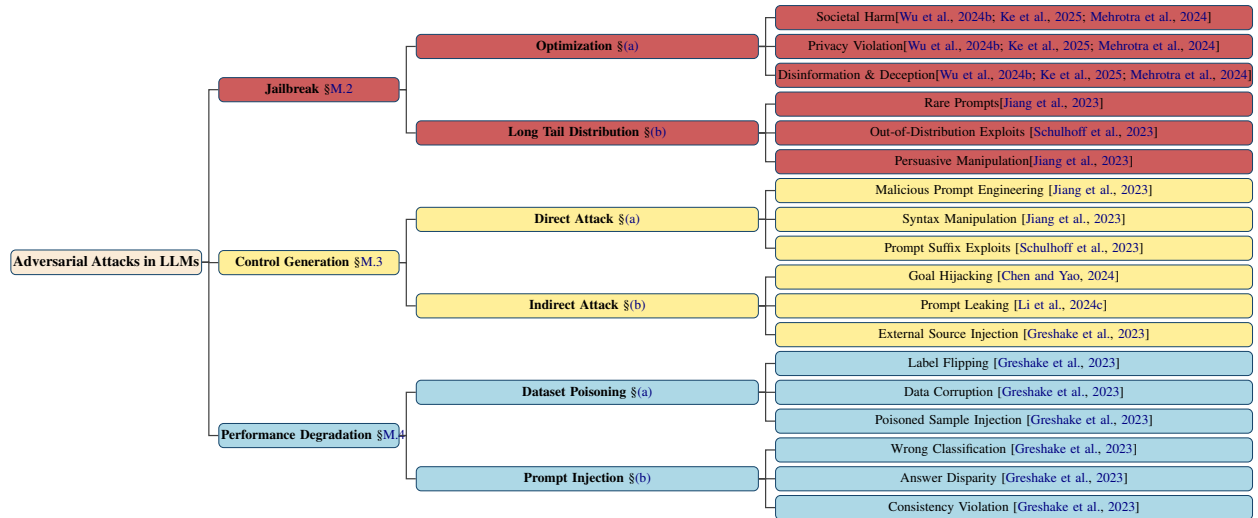 Adversarial Attacks in LLMs
Jailbreak §M.2
Optimization §(a)
Societal Harm[Wu et al., 2024b; Ke et al., 2025; Mehrotra et al., 2024]
Privacy Violation[Wu et al., 2024b; Ke et al., 2025; Mehrotra et al., 2024]
Disinformation & Deception[Wu et al., 2024b; Ke et al., 2025; Mehrotra et al., 2024]
Long Tail Distribution §(b)
Rare Prompts[Jiang et al., 2023]
Out-of-Distribution Exploits [Schulhoff et al., 2023]
Persuasive Manipulation[Jiang et al., 2023]
Control Generation §M.3
Direct Attack §(a)
Malicious Prompt Engineering [Jiang et al., 2023]
Syntax Manipulation [Jiang et al., 2023]
Prompt Suffix Exploits [Schulhoff et al., 2023]
Indirect Attack §(b)
Goal Hijacking [Chen and Yao, 2024]
Prompt Leaking [Li et al., 2024c]
External Source Injection [Greshake et al., 2023]
Performance Degradation §M.4
Dataset Poisoning §(a)
Label Flipping [Greshake et al., 2023]
Data Corruption [Greshake et al., 2023]
Poisoned Sample Injection [Greshake et al., 2023]
Prompt Injection §(b)
Wrong Classification [Greshake et al., 2023]
Answer Disparity [Greshake et al., 2023]
Consistency Violation [Greshake et al., 2023]